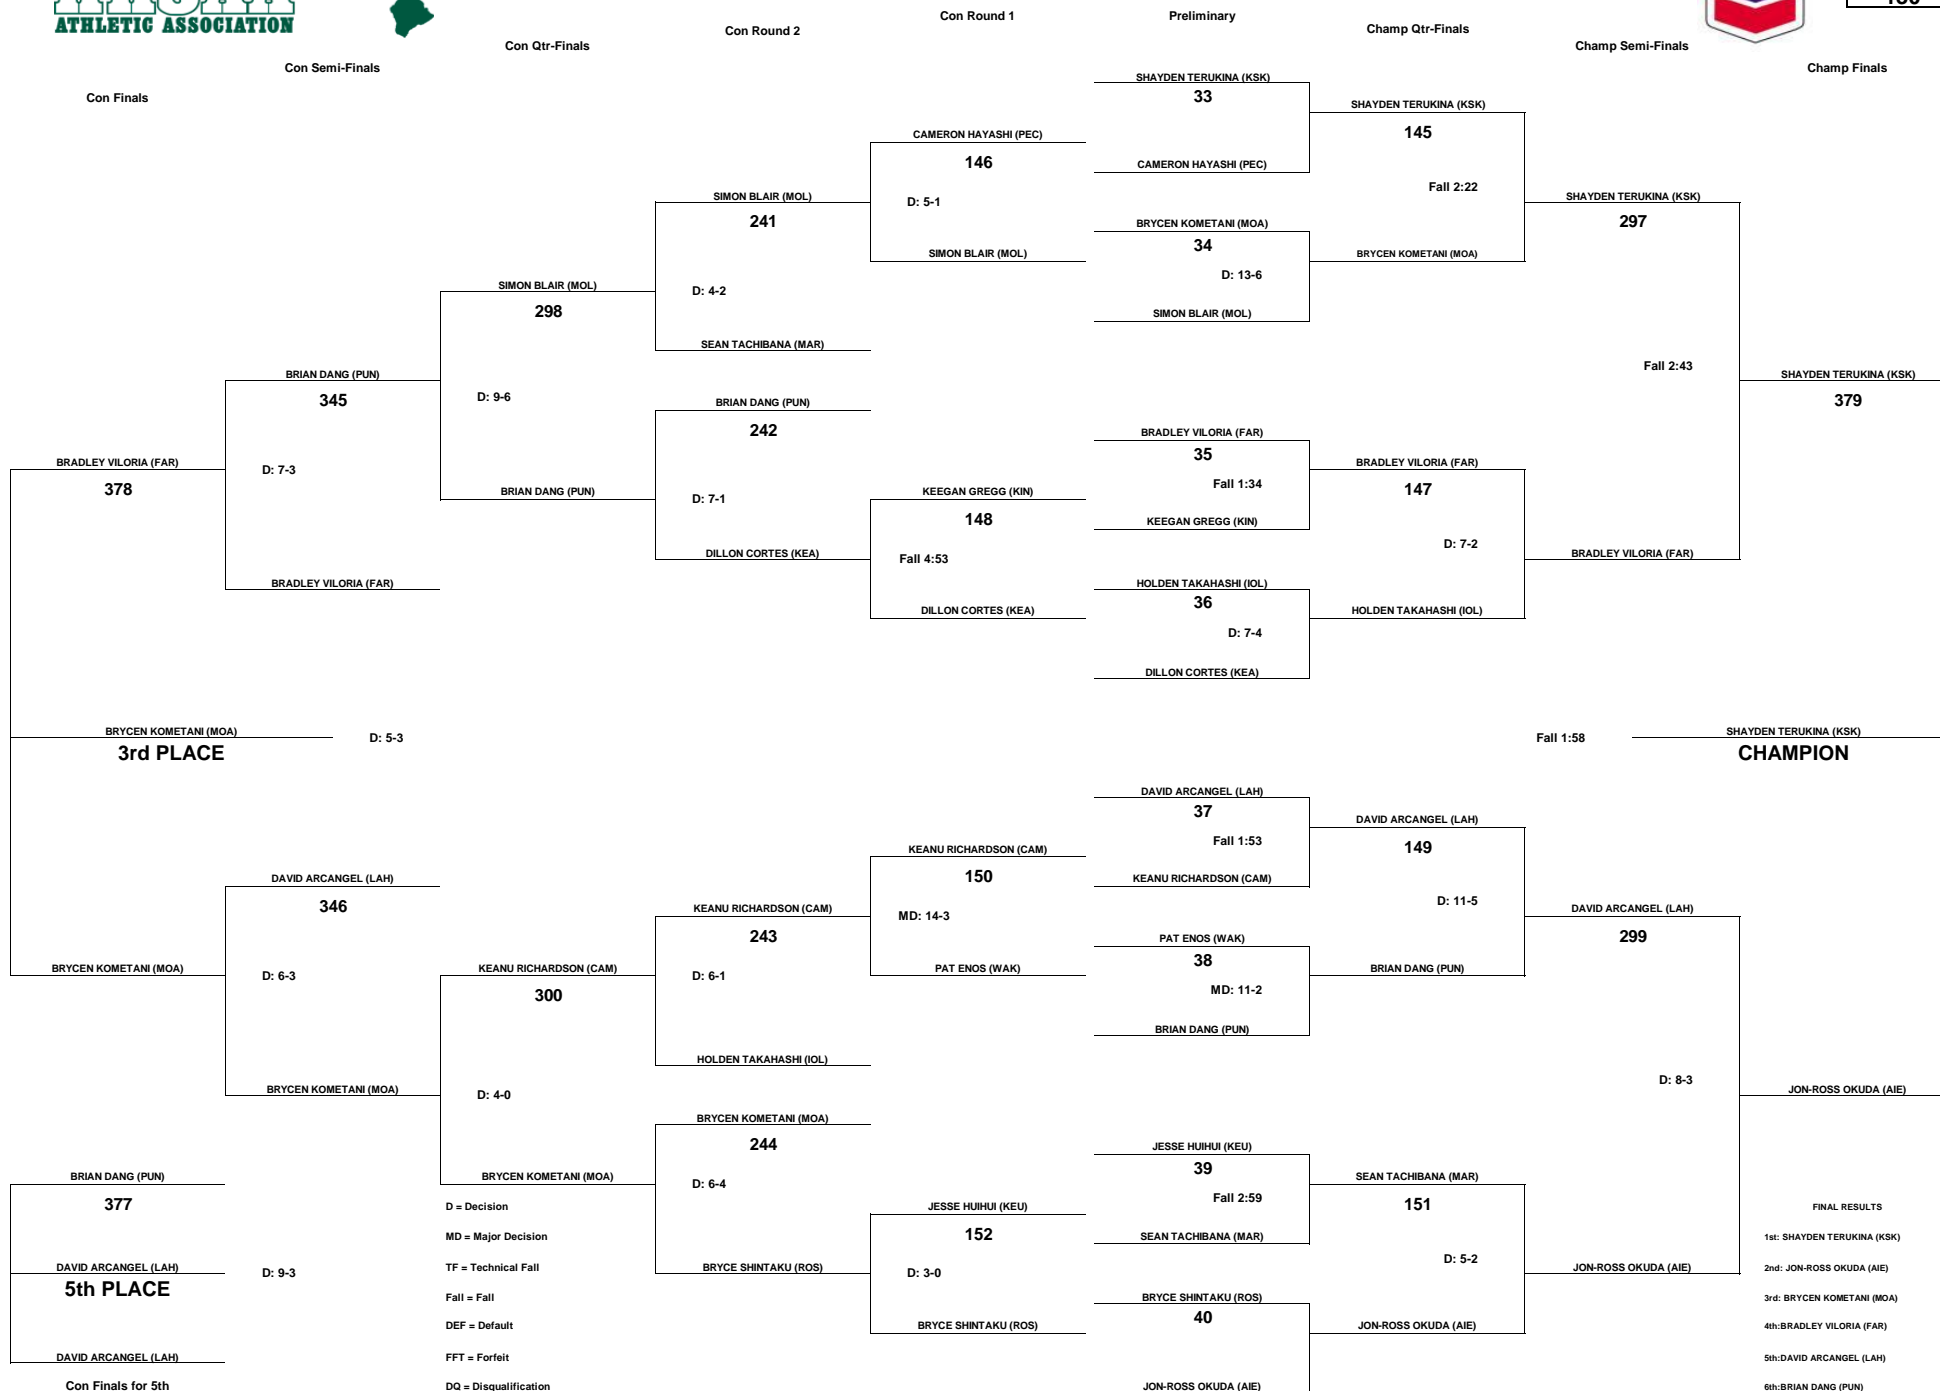 ATHLETIC ASSOCIATION
Con Finals
Con Semi-Finals
Con Qtr-Finals
Con Round 2
Con Round 1
Preliminary
Champ Qtr-Finals
Champ Semi-Finals
Champ Finals
BRADLEY VILORIA (FAR)
378
BRYCEN KOMETANI (MOA)
3rd PLACE
D: 5-3
BRYCEN KOMETANI (MOA)
BRIAN DANG (PUN)
377
DAVID ARCANGEL (LAH)
5th PLACE
D: 9-3
DAVID ARCANGEL (LAH)
Con Finals for 5th
BRIAN DANG (PUN)
345
D: 7-3
BRADLEY VILORIA (FAR)
DAVID ARCANGEL (LAH)
346
D: 6-3
BRYCEN KOMETANI (MOA)
SIMON BLAIR (MOL)
298
D: 9-6
BRIAN DANG (PUN)
KEANU RICHARDSON (CAM)
300
D: 4-0
BRYCEN KOMETANI (MOA)
D = Decision
MD = Major Decision
TF = Technical Fall
Fall = Fall
DEF = Default
FFT = Forfeit
DQ = Disqualification
SIMON BLAIR (MOL)
241
D: 4-2
SEAN TACHIBANA (MAR)
BRIAN DANG (PUN)
242
D: 7-1
DILLON CORTES (KEA)
KEANU RICHARDSON (CAM)
243
D: 6-1
HOLDEN TAKAHASHI (IOL)
BRYCEN KOMETANI (MOA)
244
D: 6-4
BRYCE SHINTAKU (ROS)
CAMERON HAYASHI (PEC)
146
D: 5-1
SIMON BLAIR (MOL)
KEEGAN GREGG (KIN)
148
Fall 4:53
DILLON CORTES (KEA)
KEANU RICHARDSON (CAM)
150
MD: 14-3
PAT ENOS (WAK)
JESSE HUIHUI (KEU)
152
D: 3-0
BRYCE SHINTAKU (ROS)
SHAYDEN TERUKINA (KSK)
33
CAMERON HAYASHI (PEC)
BRYCEN KOMETANI (MOA)
34
D: 13-6
SIMON BLAIR (MOL)
BRADLEY VILORIA (FAR)
35
Fall 1:34
KEEGAN GREGG (KIN)
HOLDEN TAKAHASHI (IOL)
36
D: 7-4
DILLON CORTES (KEA)
DAVID ARCANGEL (LAH)
37
Fall 1:53
KEANU RICHARDSON (CAM)
PAT ENOS (WAK)
38
MD: 11-2
BRIAN DANG (PUN)
JESSE HUIHUI (KEU)
39
Fall 2:59
SEAN TACHIBANA (MAR)
BRYCE SHINTAKU (ROS)
40
JON-ROSS OKUDA (AIE)
SHAYDEN TERUKINA (KSK)
145
Fall 2:22
BRYCEN KOMETANI (MOA)
BRADLEY VILORIA (FAR)
147
D: 7-2
HOLDEN TAKAHASHI (IOL)
DAVID ARCANGEL (LAH)
149
D: 11-5
BRIAN DANG (PUN)
SEAN TACHIBANA (MAR)
151
D: 5-2
JON-ROSS OKUDA (AIE)
SHAYDEN TERUKINA (KSK)
297
Fall 2:43
BRADLEY VILORIA (FAR)
DAVID ARCANGEL (LAH)
299
D: 8-3
JON-ROSS OKUDA (AIE)
SHAYDEN TERUKINA (KSK)
379
Fall 1:58
SHAYDEN TERUKINA (KSK)
CHAMPION
JON-ROSS OKUDA (AIE)
FINAL RESULTS
1st: SHAYDEN TERUKINA (KSK)
2nd: JON-ROSS OKUDA (AIE)
3rd: BRYCEN KOMETANI (MOA)
4th:BRADLEY VILORIA (FAR)
5th:DAVID ARCANGEL (LAH)
6th:BRIAN DANG (PUN)